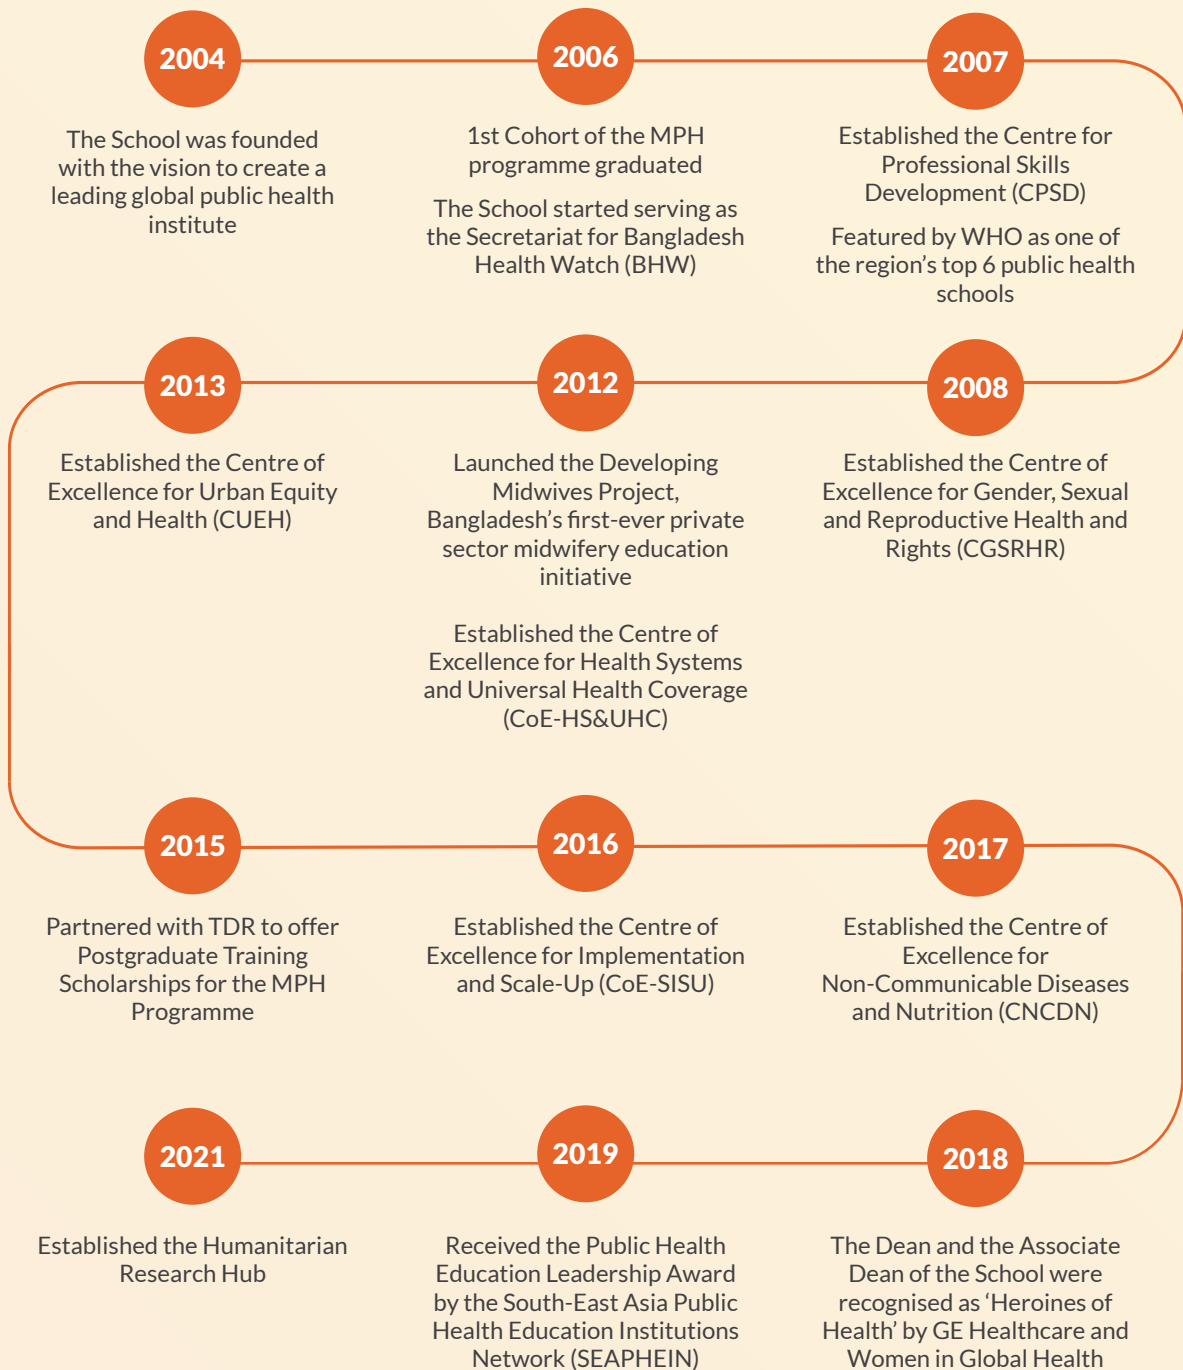 2004
The School was founded
with the vision to create a
leading global public health
institute
2006
1st Cohort of the MPH
programme graduated
The School started serving as
the Secretariat for Bangladesh
Health Watch (BHW)
2007
Established the Centre for
Professional Skills
Development (CPSD)
Featured by WHO as one of
the region’s top 6 public health
schools
2008
Established the Centre of
Excellence for Gender, Sexual
and Reproductive Health and
Rights (CGSRHR)
2012
Launched the Developing
Midwives Project,
Bangladesh’s first-ever private
sector midwifery education
initiative
Established the Centre of
Excellence for Health Systems
and Universal Health Coverage
(CoE-HS&UHC)
2013
Established the Centre of
Excellence for Urban Equity
and Health (CUEH)
2015
Partnered with TDR to offer
Postgraduate Training
Scholarships for the MPH
Programme
2016
Established the Centre of
Excellence for Implementation
and Scale-Up (CoE-SISU)
2017
Established the Centre of
Excellence for
Non-Communicable Diseases
and Nutrition (CNCDN)
2018
The Dean and the Associate
Dean of the School were
recognised as ‘Heroines of
Health’ by GE Healthcare and
Women in Global Health
2019
Received the Public Health
Education Leadership Award
by the South-East Asia Public
Health Education Institutions
Network (SEAPHEIN)
2021
Established the Humanitarian
Research Hub